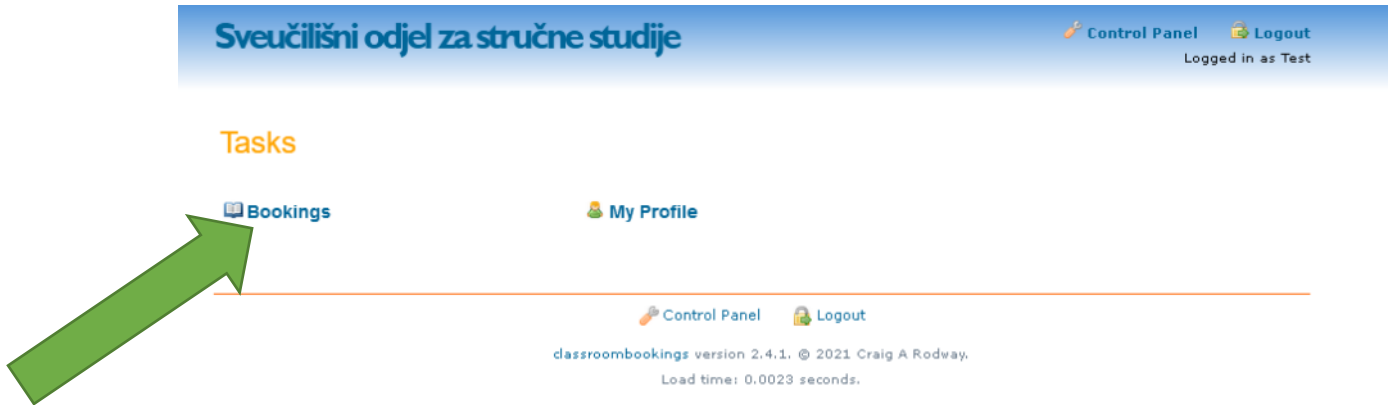 Sveučilišni odjel za stručne studije
Control Panel Logout
Logged in as Test
Tasks
Bookings My Profile
Control Panel Logout
classroombookings version 2.4.1. © 2021 Craig A Rodway.
Load time: 0.0023 seconds.